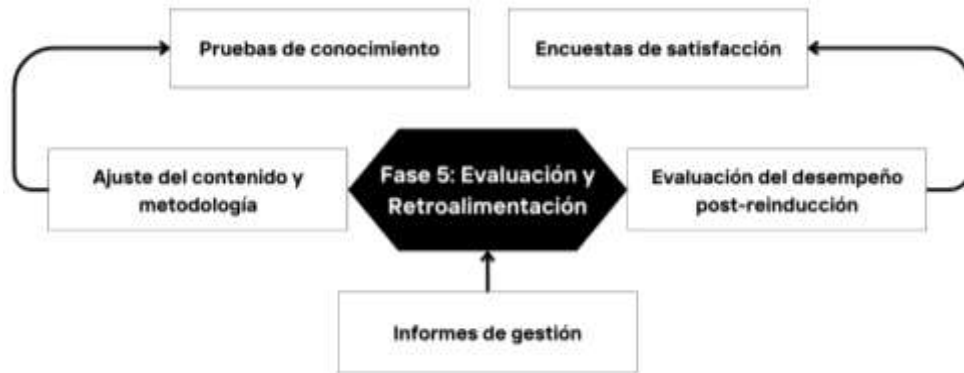 Pruebas de conocimiento
Encuestas de satisfacción
Ajuste del contenido y
metodología
Fase 5: Evaluación y
Retroalimentación
Evaluación del desempeño
post-reinducción
Informes de gestión